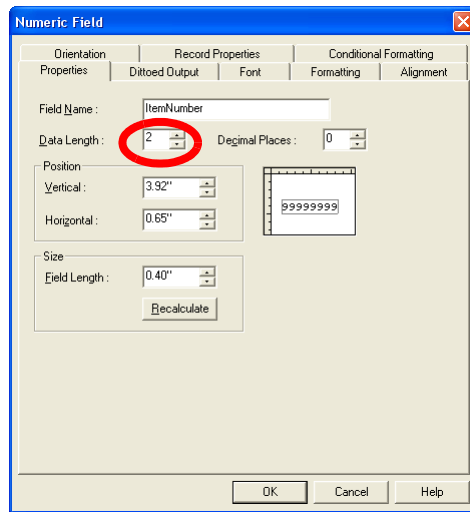 Numeric Field
Orientation Record Properties Conditional Formatting
Properties Dittoed Output Font Formatting Alignment
Field Name : ItemNumber
Data Length : 2 Decimal Places : 0
Position
Vertical : 3.92"
Horizontal : 0.65"
99999999
Size
Field Length : 0.40"
Recalculate
OK Cancel Help